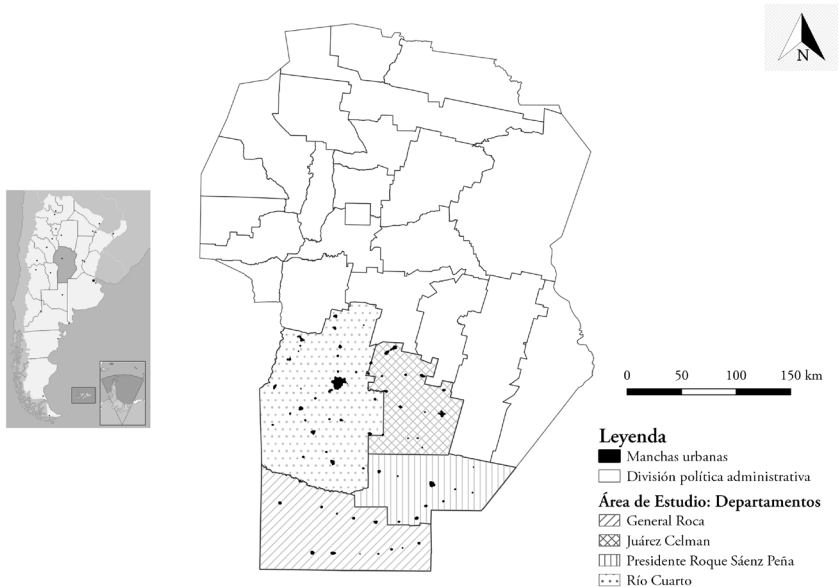 N
0 50 100 150 km
Leyenda
Manchas urbanas
División política administrativa
Área de Estudio: Departamentos
General Roca
Juárez Celman
Presidente Roque Sáenz Peña
Río Cuarto